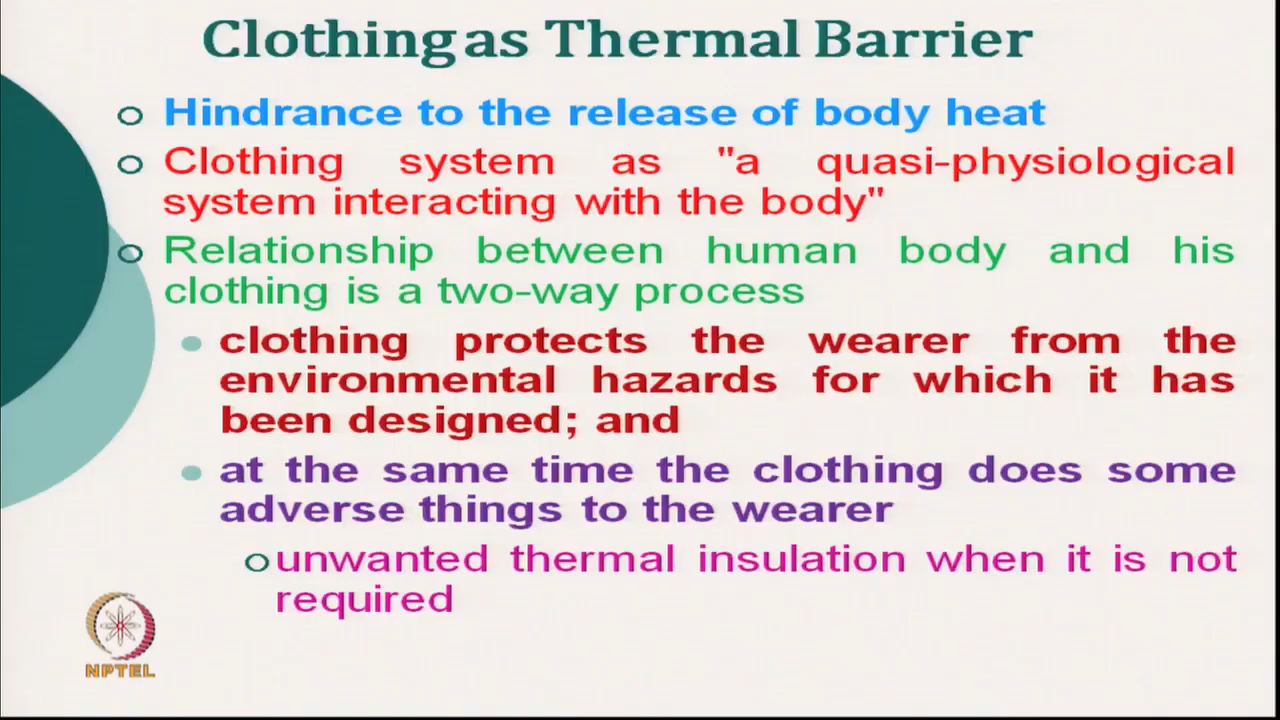 Clothing as Thermal Barrier
Hindrance to the release of body heat
Clothing system as "a quasi-physiological
system interacting with the body"
Relationship between human body and his
clothing is a two-way process
clothing protects the wearer from the
environmental hazards for which it has
been designed; and
at the same time the clothing does some
adverse things to the wearer
unwanted thermal insulation when it is not
required
NPTEL